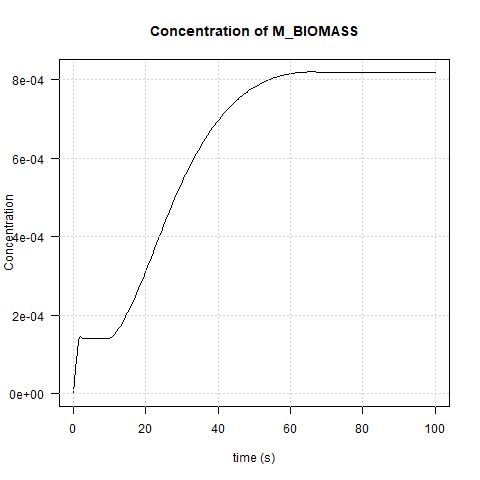 Concentration of M_BIOMASS
Concentration
8e-04
6e-04
4e-04
2e-04
0e+00
0 20 40 60 80 100
time (s)